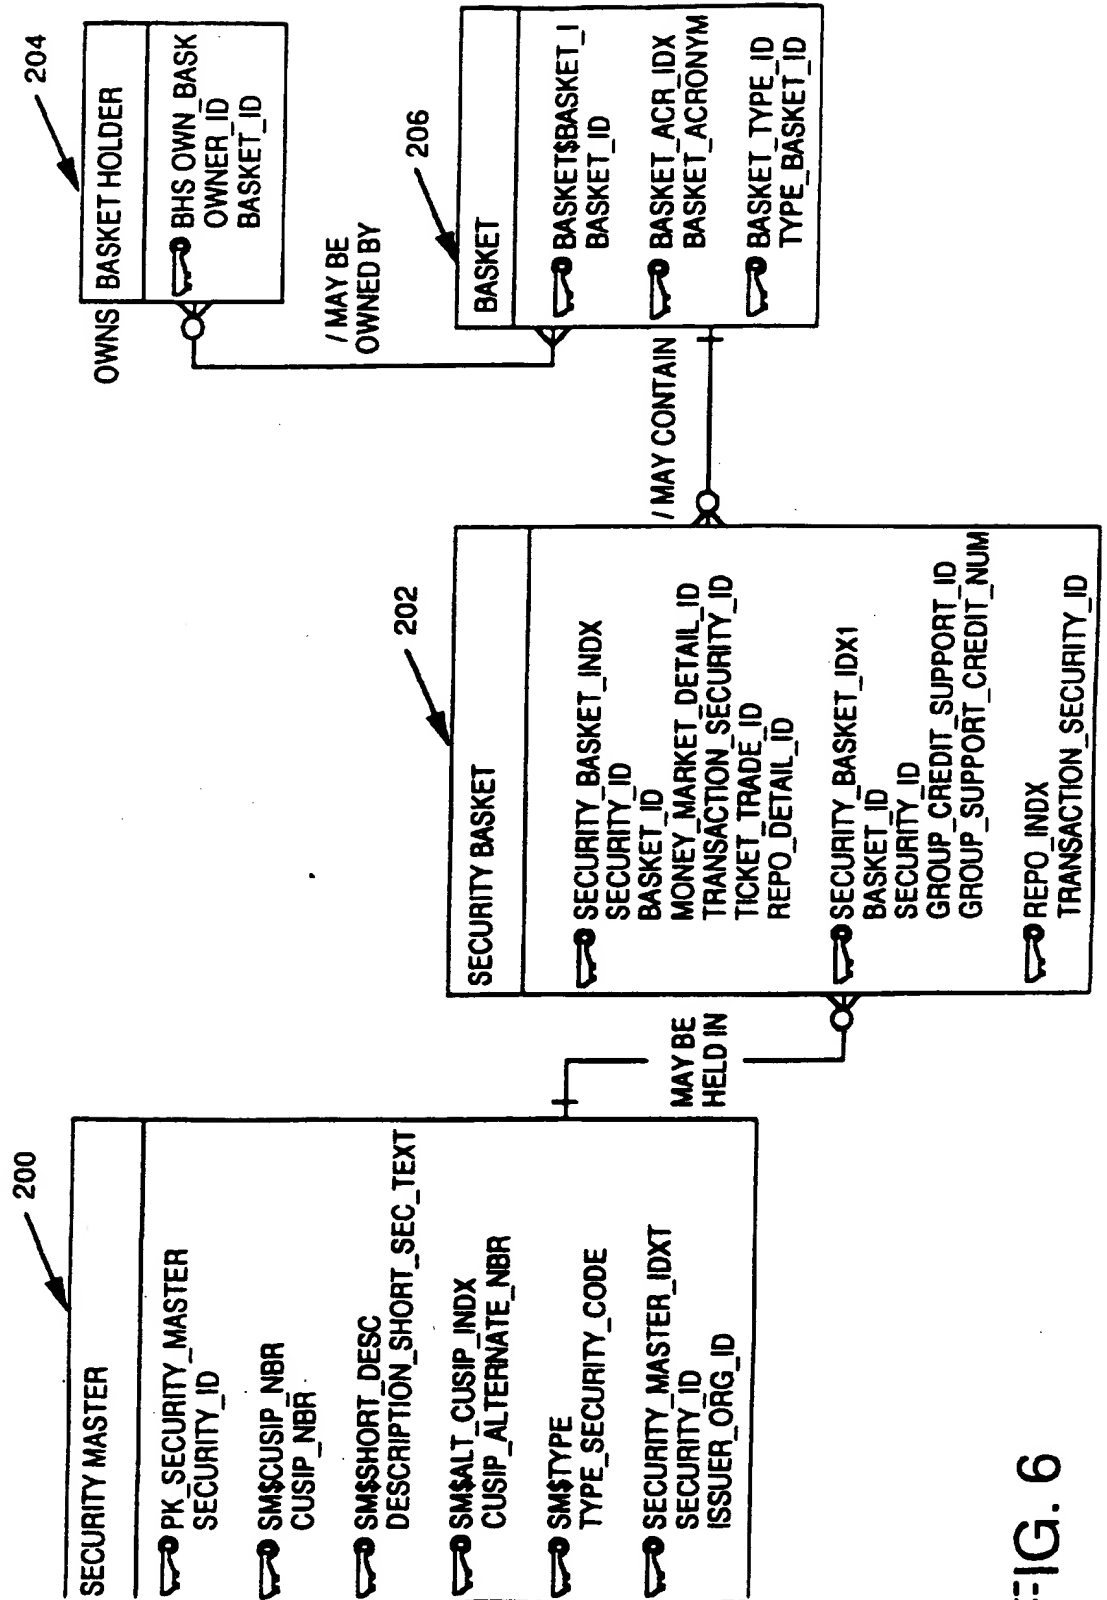 200
SECURITY MASTER
PK_SECURITY_MASTER
SECURITY_ID
SM$CUSIP_NBR
CUSIP_NBR
SM$SHORT_DESC
DESCRIPTION_SHORT_SEC_TEXT
SM$ALT_CUSIP_INDX
CUSIP_ALTERNATE_NBR
SM$TYPE
TYPE_SECURITY_CODE
SECURITY_MASTER_IDXT
SECURITY_ID
ISSUER_ORG_ID
MAY BE
HELD IN
202
SECURITY BASKET
SECURITY_BASKET_INDX
SECURITY_ID
BASKET_ID
MONEY_MARKET_DETAIL_ID
TRANSACTION_SECURITY_ID
TICKET_TRADE_ID
REPO_DETAIL_ID
SECURITY_BASKET_IDX1
BASKET_ID
SECURITY_ID
GROUP_CREDIT_SUPPORT_ID
GROUP_SUPPORT_CREDIT_NUM
REPO_INDX
TRANSACTION_SECURITY_ID
/ MAY CONTAIN
204
BASKET HOLDER
BHS OWN_BASK
OWNER_ID
BASKET_ID
OWNS
/ MAY BE
OWNED BY
206
BASKET
BASKET$BASKET_I
BASKET_ID
BASKET_ACR_IDX
BASKET_ACRONYM
BASKET_TYPE_ID
TYPE_BASKET_ID
FIG. 6